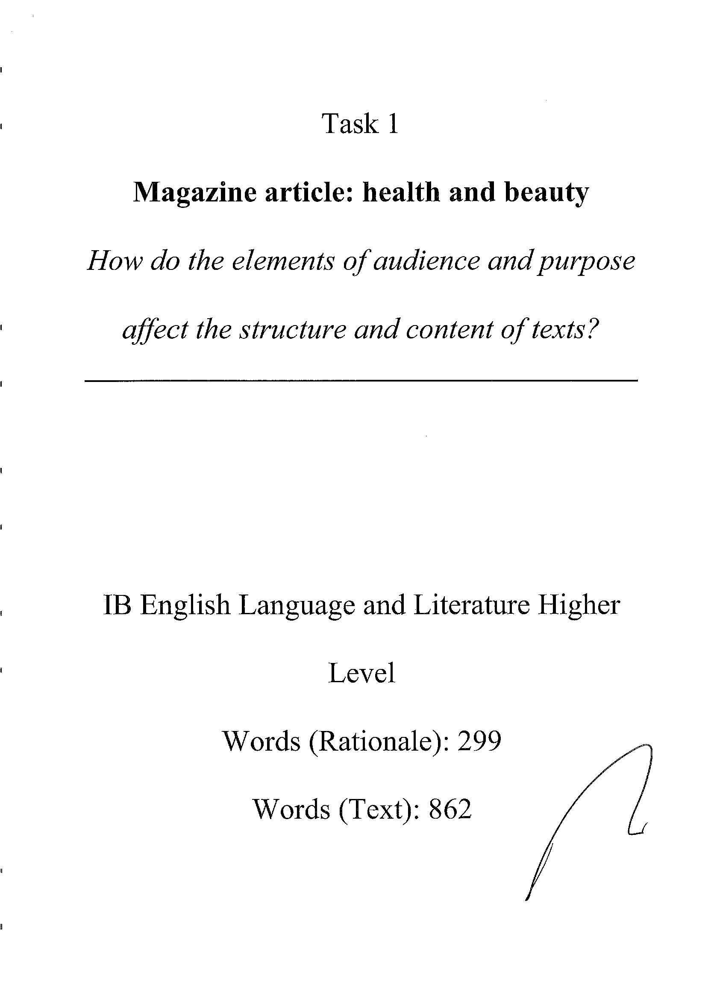 Task 1
Magazine article: health and beauty
How do the elements of audience and purpose
affect the structure and content of texts?
IB English Language and Literature Higher
Level
Words (Rationale): 299
Words (Text): 862